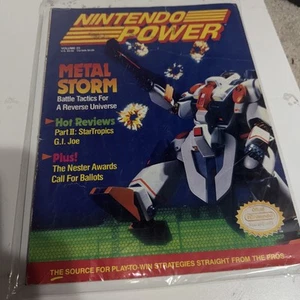 NINTENDO
POWER
METAL
STORM
Battle Tactics For
A Reverse Universe
Hot Reviews
Part II: StarTropics
G.I. Joe
Plus!
The Nester Awards
Call For Ballots
THE SOURCE FOR PLAY-TO-WIN STRATEGIES STRAIGHT FROM THE PROS